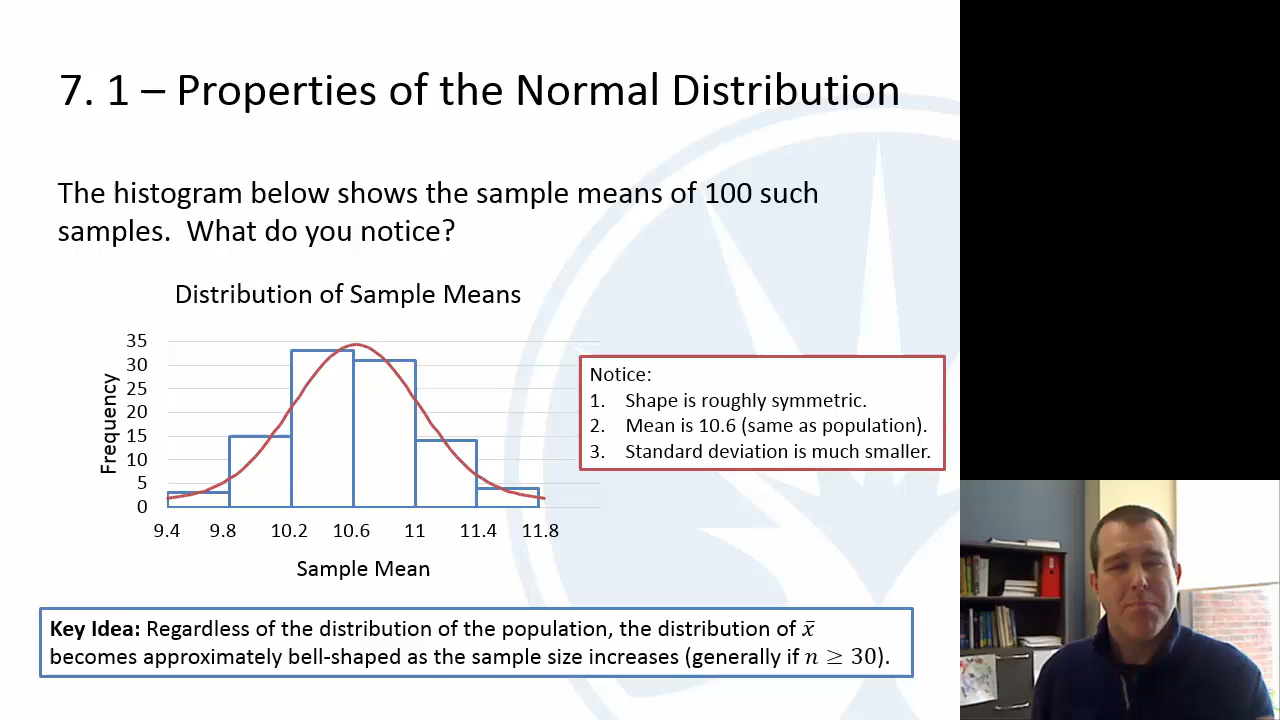 7. 1 – Properties of the Normal Distribution
The histogram below shows the sample means of 100 such
samples.  What do you notice?
Distribution of Sample Means
35
30
25
20
15
10
5
0
Frequency
9.4 9.8 10.2 10.6 11 11.4 11.8
Sample Mean
Notice:
1. Shape is roughly symmetric.
2. Mean is 10.6 (same as population).
3. Standard deviation is much smaller.
Key Idea: Regardless of the distribution of the population, the distribution of x̄
becomes approximately bell-shaped as the sample size increases (generally if n ≥ 30).